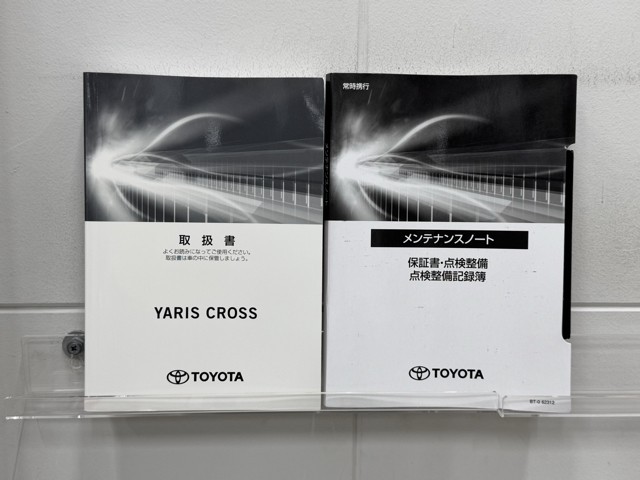 取扱書
よくお読みになってご使用ください。
取扱書は車の中に保管しましょう。
YARIS CROSS
TOYOTA
常時携行
メンテナンスノート
保証書・点検整備
点検整備記録簿
TOYOTA